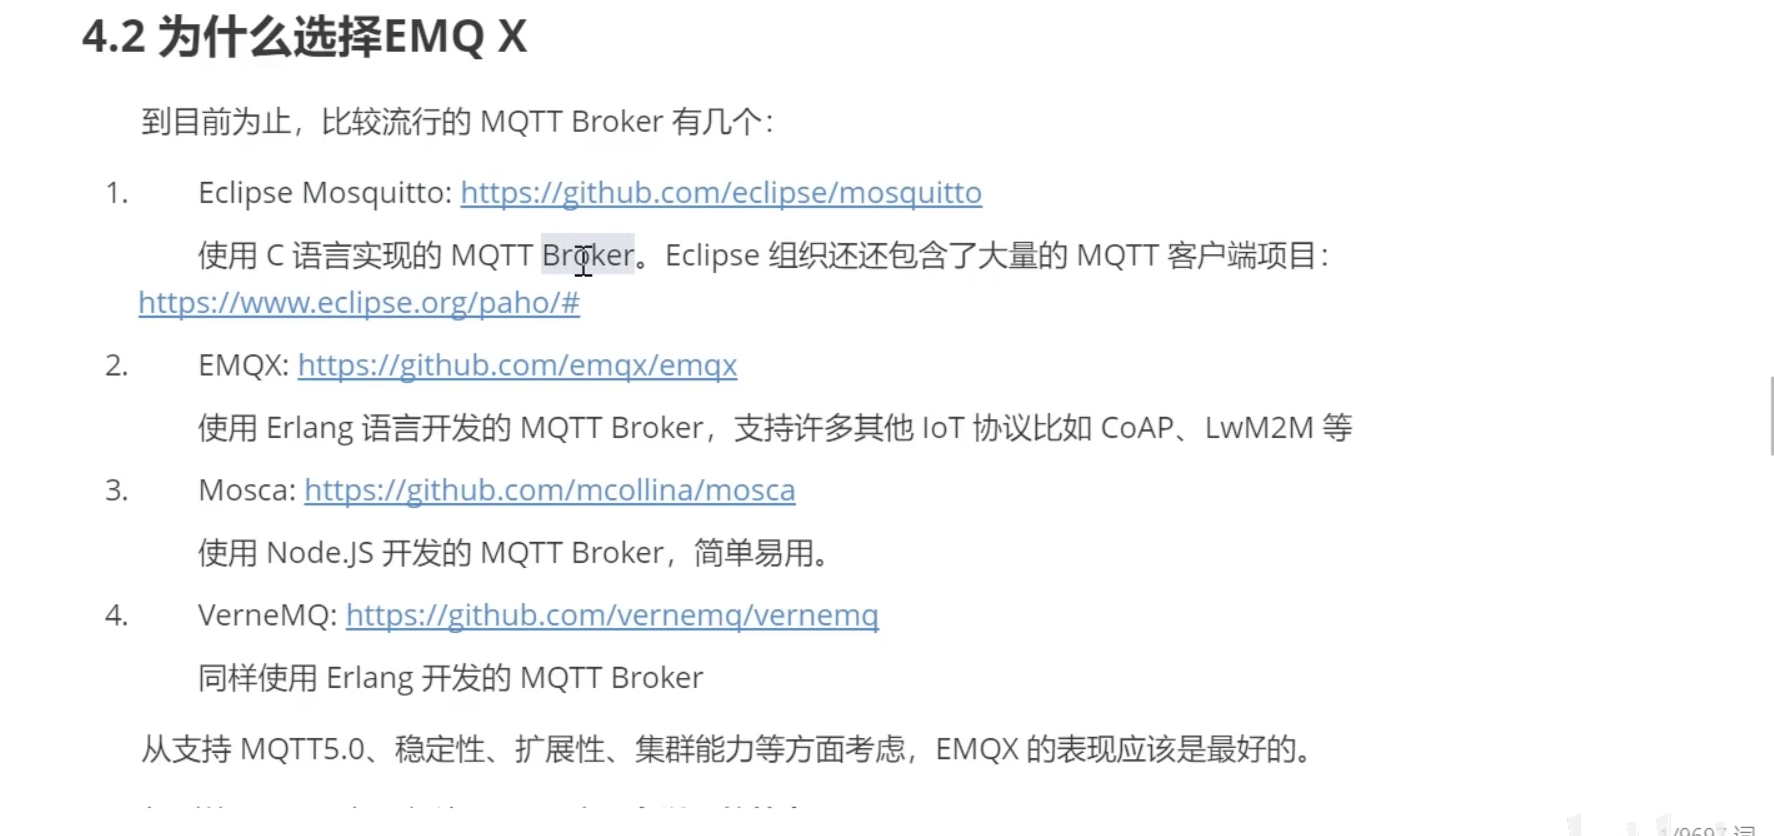 4.2 为什么选择EMQ X
到目前为止，比较流行的 MQTT Broker 有几个：
1. Eclipse Mosquitto: https://github.com/eclipse/mosquitto
使用 C 语言实现的 MQTT Broker。Eclipse 组织还还包含了大量的 MQTT 客户端项目：
https://www.eclipse.org/paho/#
2. EMQX: https://github.com/emqx/emqx
使用 Erlang 语言开发的 MQTT Broker，支持许多其他 IoT 协议比如 CoAP、LwM2M 等
3. Mosca: https://github.com/mcollina/mosca
使用 Node.JS 开发的 MQTT Broker，简单易用。
4. VerneMQ: https://github.com/vernemq/vernemq
同样使用 Erlang 开发的 MQTT Broker
从支持 MQTT5.0、稳定性、扩展性、集群能力等方面考虑，EMQX 的表现应该是最好的。